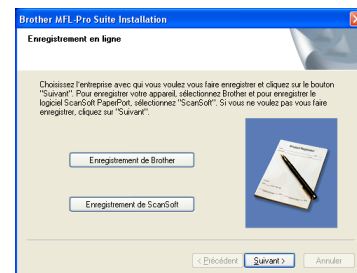 Brother MFL-Pro Suite Installation
Enregistrement en ligne
Choisissez l'entreprise avec qui vous voulez vous faire enregistrer et cliquez sur le bouton
"Suivant". Pour enregistrer votre appareil, sélectionnez Brother et pour enregistrer le
logiciel ScanSoft PaperPort, sélectionnez "ScanSoft". Si vous ne voulez pas vous faire
enregistrer, cliquez sur "Suivant".
Enregistrement de Brother
Enregistrement de ScanSoft
< Précédent
Suivant >
Annuler